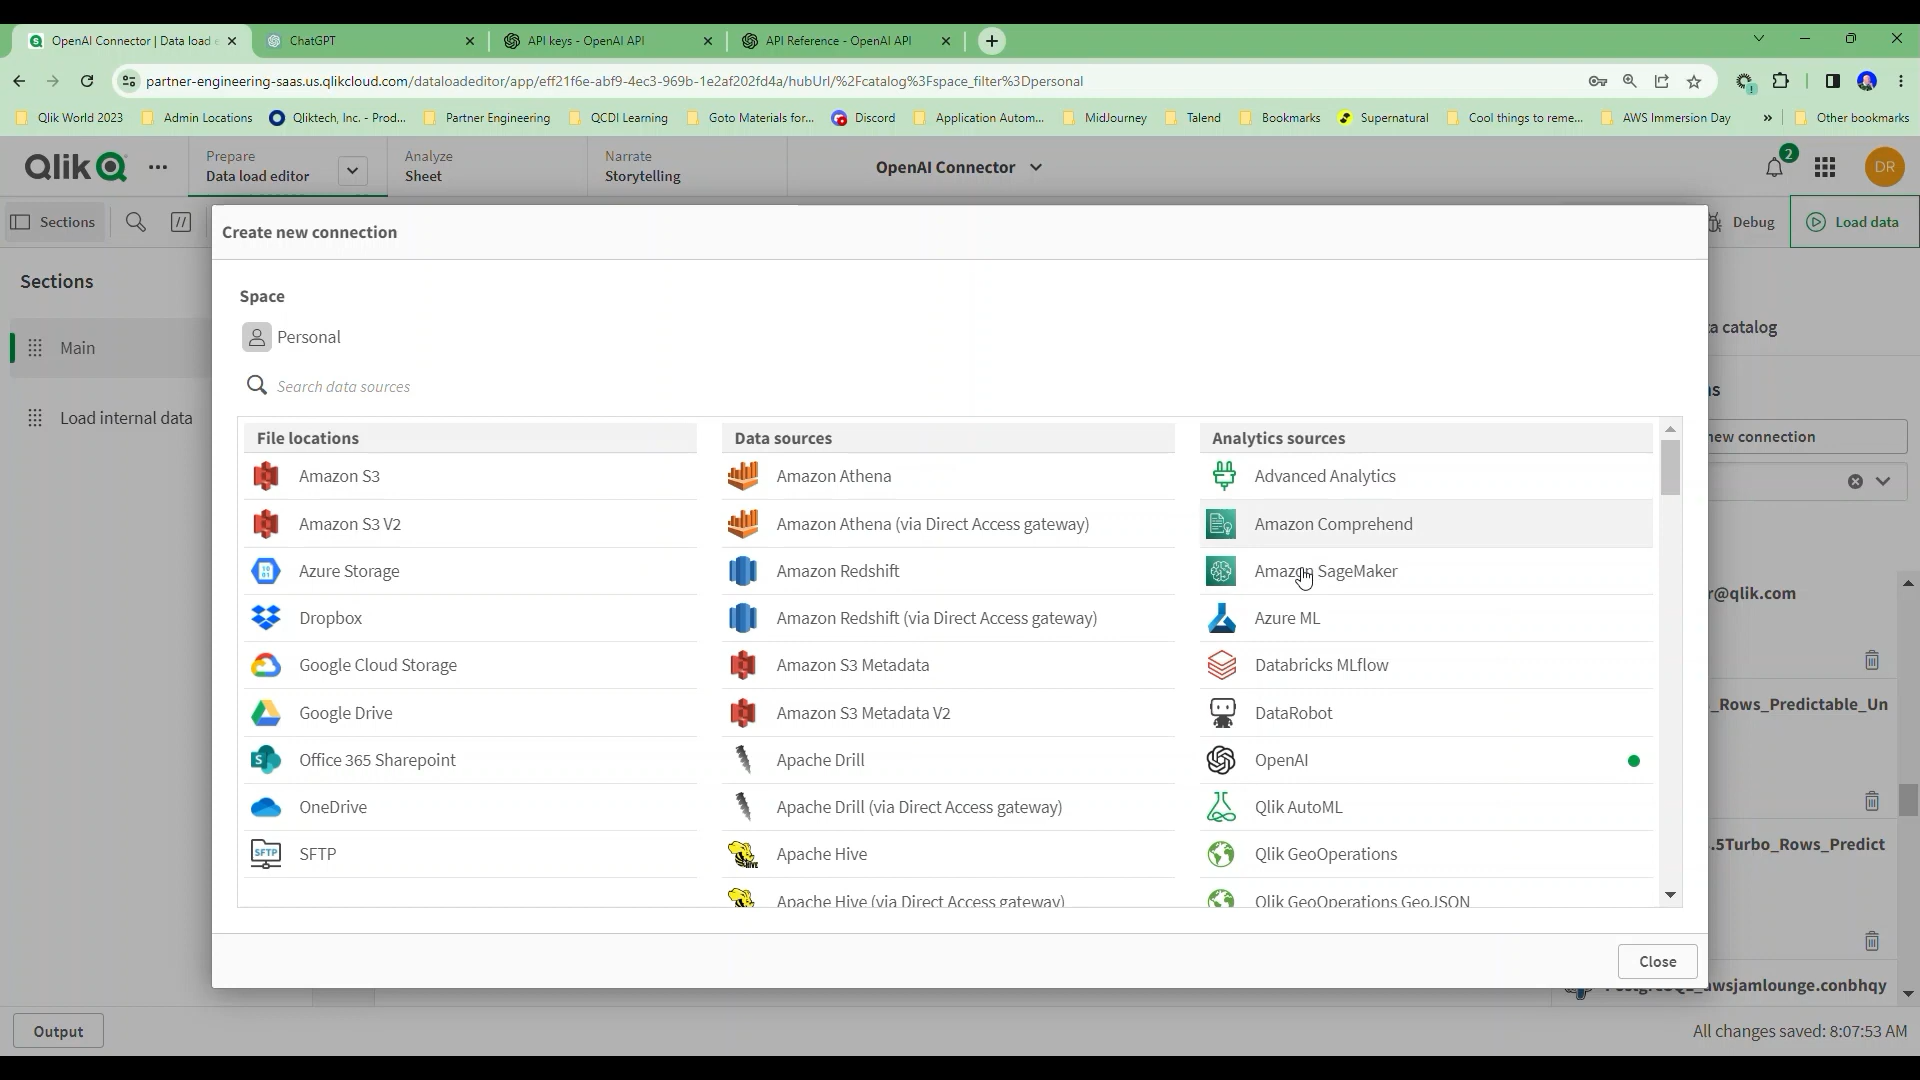 OpenAI Connector | Data load e
ChatGPT
API keys - OpenAI API
API Reference - OpenAI API
partner-engineering-saas.us.qlikcloud.com/dataloadeditor/app/eff21f6e-abf9-4ec3-969b-1e2af202fd4a/hubUrl/%2Fcatalog%3Fspace_filter%3Dpersonal
Qlik World 2023
Admin Locations
Qliktech, Inc. - Prod...
Partner Engineering
QCDI Learning
Goto Materials for...
Discord
Application Autom...
MidJourney
Talend
Bookmarks
Supernatural
Cool things to reme...
AWS Immersion Day
»
Other bookmarks
Qlik
Prepare
Data load editor
Analyze
Sheet
Narrate
Storytelling
OpenAI Connector
2
DR
Sections
//
Debug
Load data
Sections
Main
Load internal data
Create new connection
Space
Personal
Search data sources
File locations
Amazon S3
Amazon S3 V2
Azure Storage
Dropbox
Google Cloud Storage
Google Drive
Office 365 Sharepoint
OneDrive
SFTP
SFTP
Data sources
Amazon Athena
Amazon Athena (via Direct Access gateway)
Amazon Redshift
Amazon Redshift (via Direct Access gateway)
Amazon S3 Metadata
Amazon S3 Metadata V2
Apache Drill
Apache Drill (via Direct Access gateway)
Apache Hive
Apache Hive (via Direct Access gateway)
Analytics sources
Advanced Analytics
Amazon Comprehend
Amazon SageMaker
Azure ML
Databricks MLflow
DataRobot
OpenAI
Qlik AutoML
Qlik GeoOperations
Qlik GeoOperations GeoJSON
Close
a catalog
ns
new connection
r@qlik.com
_Rows_Predictable_Un
.5Turbo_Rows_Predict
wsjamlounge.conbhqy
Output
All changes saved: 8:07:53 AM